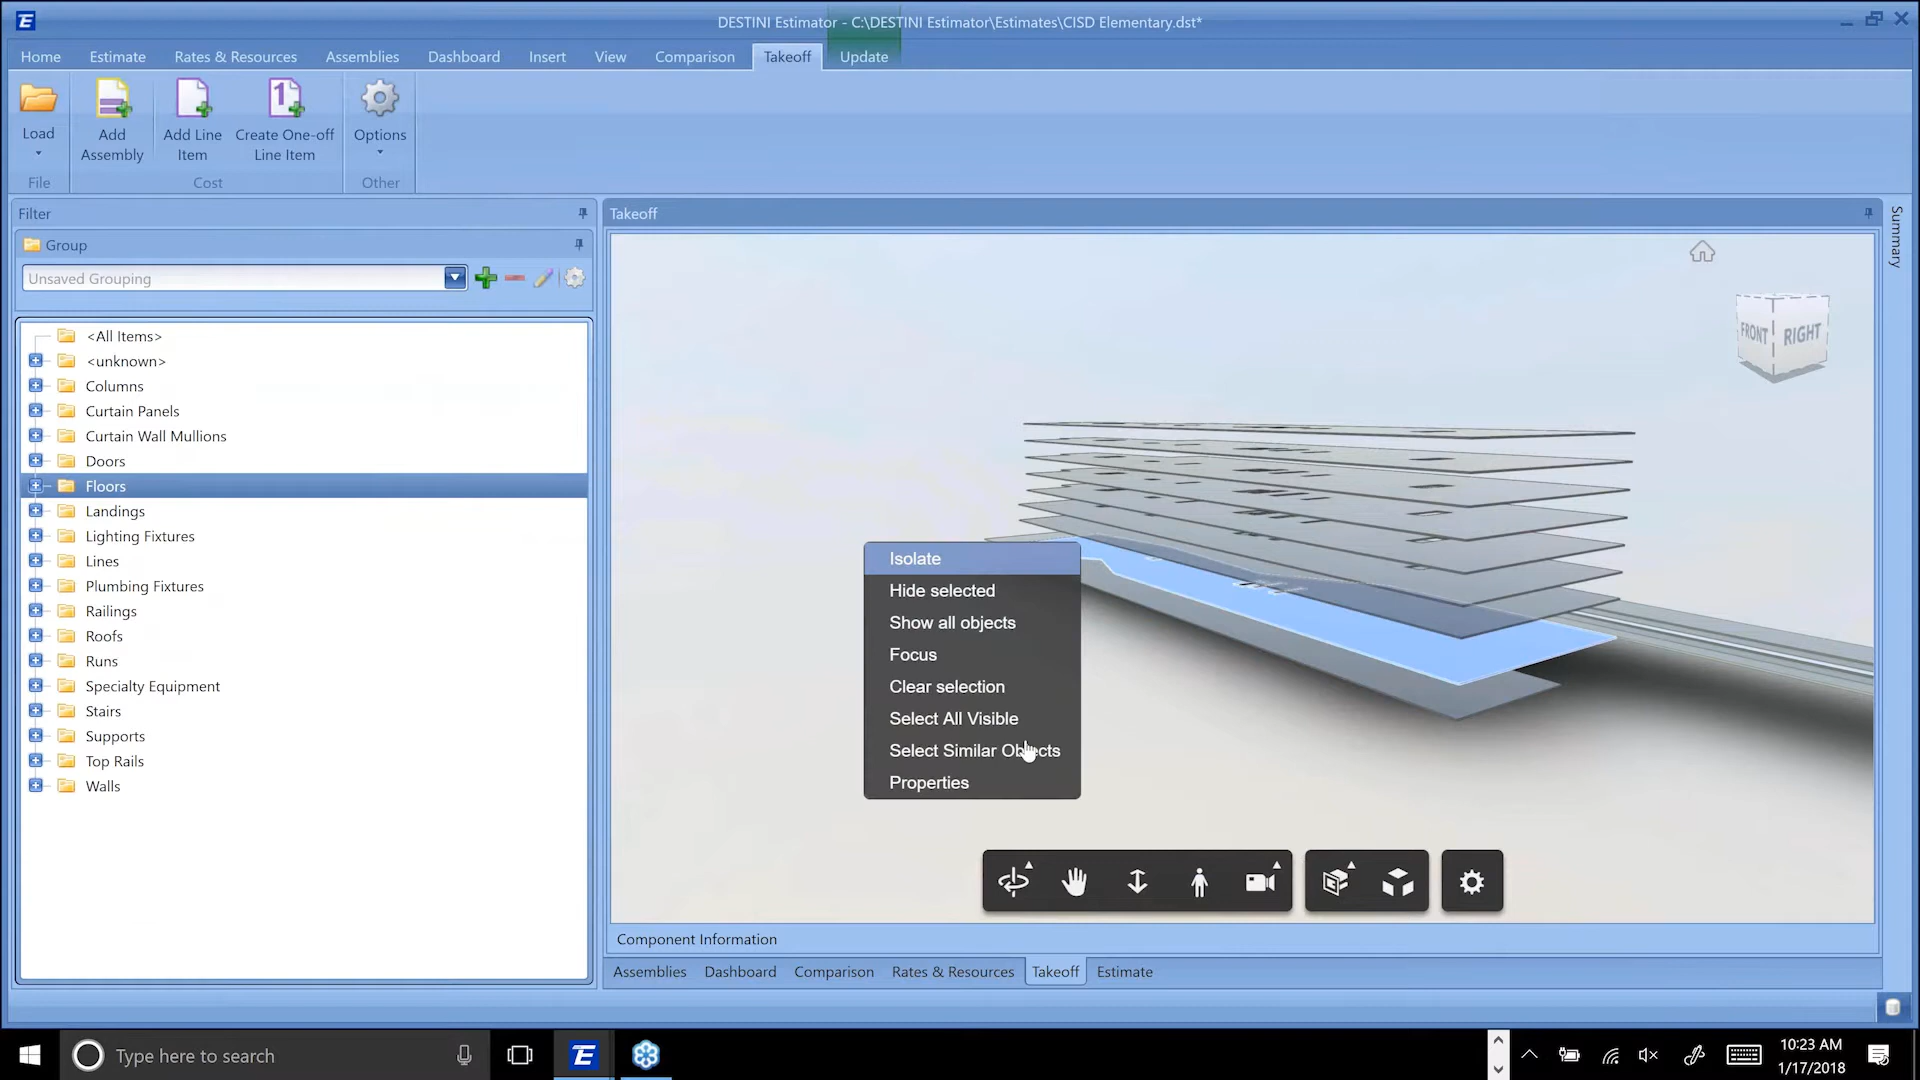 DESTINI Estimator - C:\DESTINI Estimator\Estimates\CISD Elementary.dst*
Home Estimate Rates & Resources Assemblies Dashboard Insert View Comparison Takeoff Update
Load
Add Assembly
Add Line Item
Create One-off Line Item
Options
File Cost Other
Filter
Takeoff
Summary
Group
Unsaved Grouping
<All Items>
<unknown>
Columns
Curtain Panels
Curtain Wall Mullions
Doors
Floors
Landings
Lighting Fixtures
Lines
Plumbing Fixtures
Railings
Roofs
Runs
Specialty Equipment
Stairs
Supports
Top Rails
Walls
FRONT RIGHT
Isolate
Hide selected
Show all objects
Focus
Clear selection
Select All Visible
Select Similar Objects
Properties
Component Information
Assemblies Dashboard Comparison Rates & Resources Takeoff Estimate
Type here to search
10:23 AM
1/17/2018